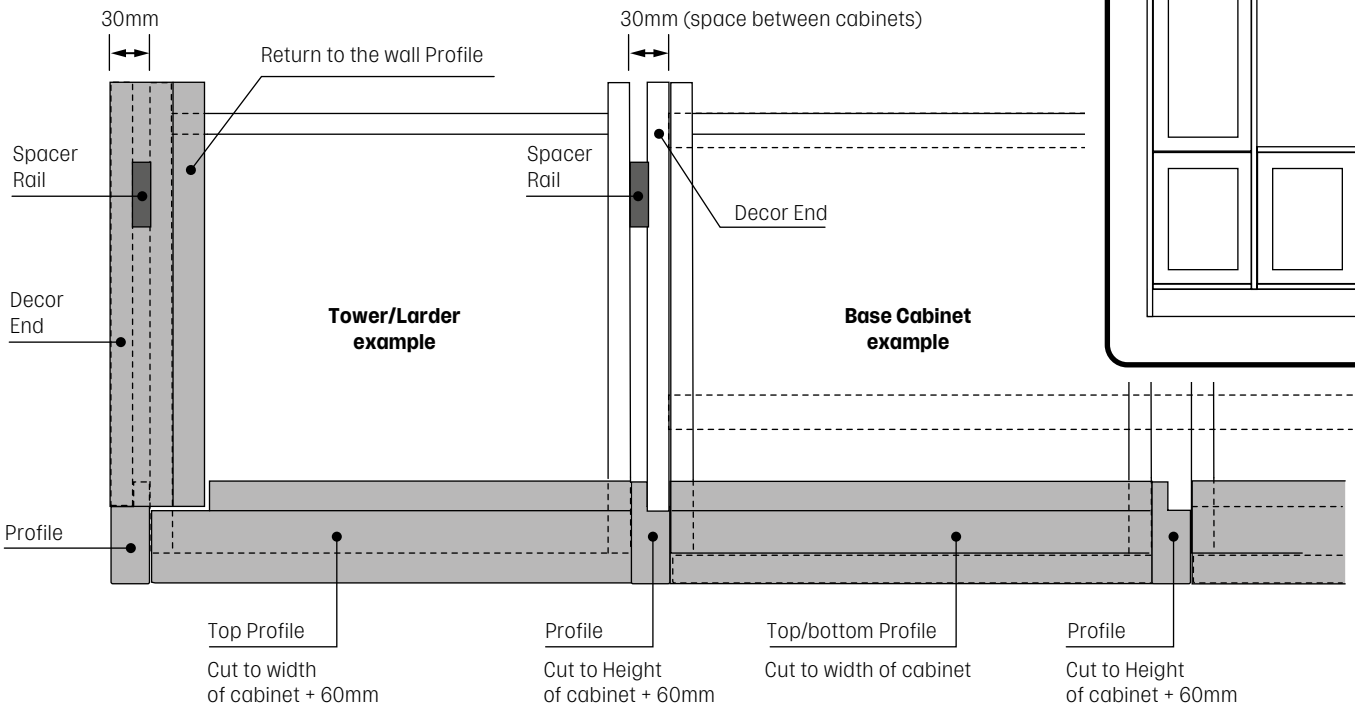 30mm
30mm (space between cabinets)
Return to the wall Profile
Spacer
Rail
Spacer
Rail
Decor End
Decor
End
Tower/Larder
example
Base Cabinet
example
Profile
Top Profile
Cut to width
of cabinet + 60mm
Profile
Cut to Height
of cabinet + 60mm
Top/bottom Profile
Cut to width of cabinet
Profile
Cut to Height
of cabinet + 60mm